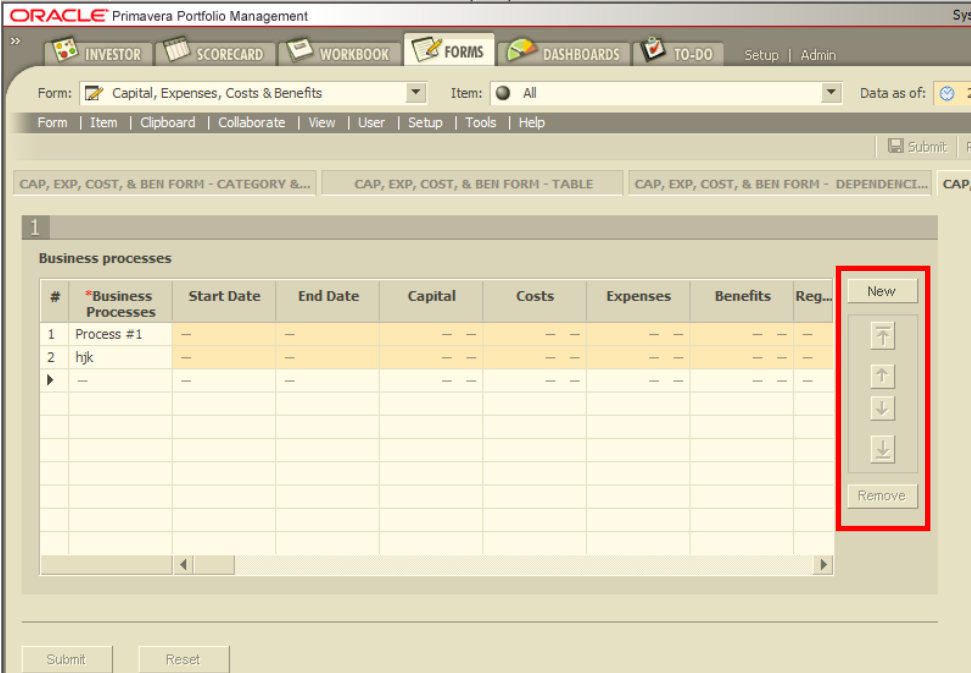 ORACLE Primavera Portfolio Management Sys
» INVESTOR SCORECARD WORKBOOK FORMS DASHBOARDS TO-DO Setup | Admin
Form: Capital, Expenses, Costs & Benefits Item: All Data as of: 2
Form | Item | Clipboard | Collaborate | View | User | Setup | Tools | Help
Submit
CAP, EXP, COST, & BEN FORM - CATEGORY &... CAP, EXP, COST, & BEN FORM - TABLE CAP, EXP, COST, & BEN FORM - DEPENDENCI... CAP,
1
Business processes
# *Business Processes Start Date End Date Capital Costs Expenses Benefits Reg... New
1 Process #1 — — — — — — — — — — —
2 hjk — — — — — — — — — — —
— — — — — — — — — — — —
Remove
Submit Reset